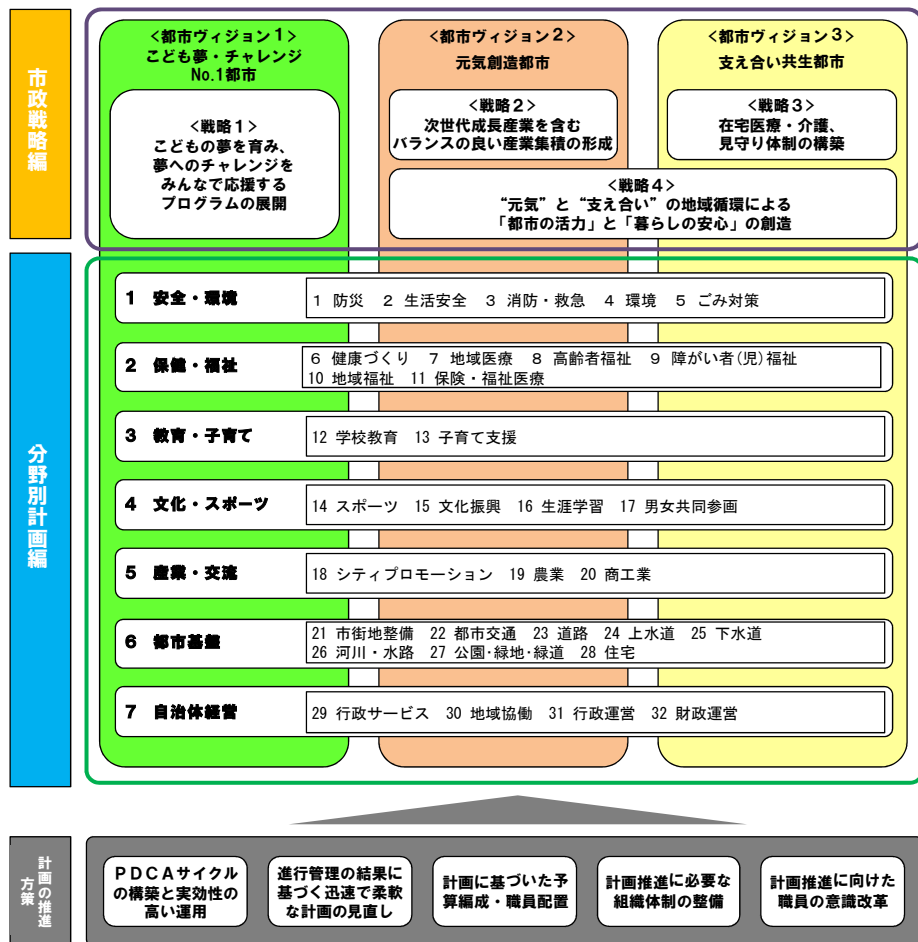 市政戦略編
<都市ヴィジョン1>
こども夢・チャレンジ
No.1都市
<戦略1>
こどもの夢を育み、
夢へのチャレンジを
みんなで応援する
プログラムの展開
<都市ヴィジョン2>
元気創造都市
<戦略2>
次世代成長産業を含む
バランスの良い産業集積の形成
<都市ヴィジョン3>
支え合い共生都市
<戦略3>
在宅医療・介護、
見守り体制の構築
<戦略4>
“元気”と“支え合い”の地域循環による
「都市の活力」と「暮らしの安心」の創造
分野別計画編
1 安全・環境
1 防災 2 生活安全 3 消防・救急 4 環境 5 ごみ対策
2 保健・福祉
6 健康づくり 7 地域医療 8 高齢者福祉 9 障がい者(児)福祉
10 地域福祉 11 保険・福祉医療
3 教育・子育て
12 学校教育 13 子育て支援
4 文化・スポーツ
14 スポーツ 15 文化振興 16 生涯学習 17 男女共同参画
5 産業・交流
18 シティプロモーション 19 農業 20 商工業
6 都市基盤
21 市街地整備 22 都市交通 23 道路 24 上水道 25 下水道
26 河川・水路 27 公園・緑地・緑道 28 住宅
7 自治体経営
29 行政サービス 30 地域協働 31 行政運営 32 財政運営
計画の推進
方策
PDCAサイクル
の構築と実効性の
高い運用
進行管理の結果に
基づく迅速で柔軟
な計画の見直し
計画に基づいた予
算編成・職員配置
計画推進に必要な
組織体制の整備
計画推進に向けた
職員の意識改革